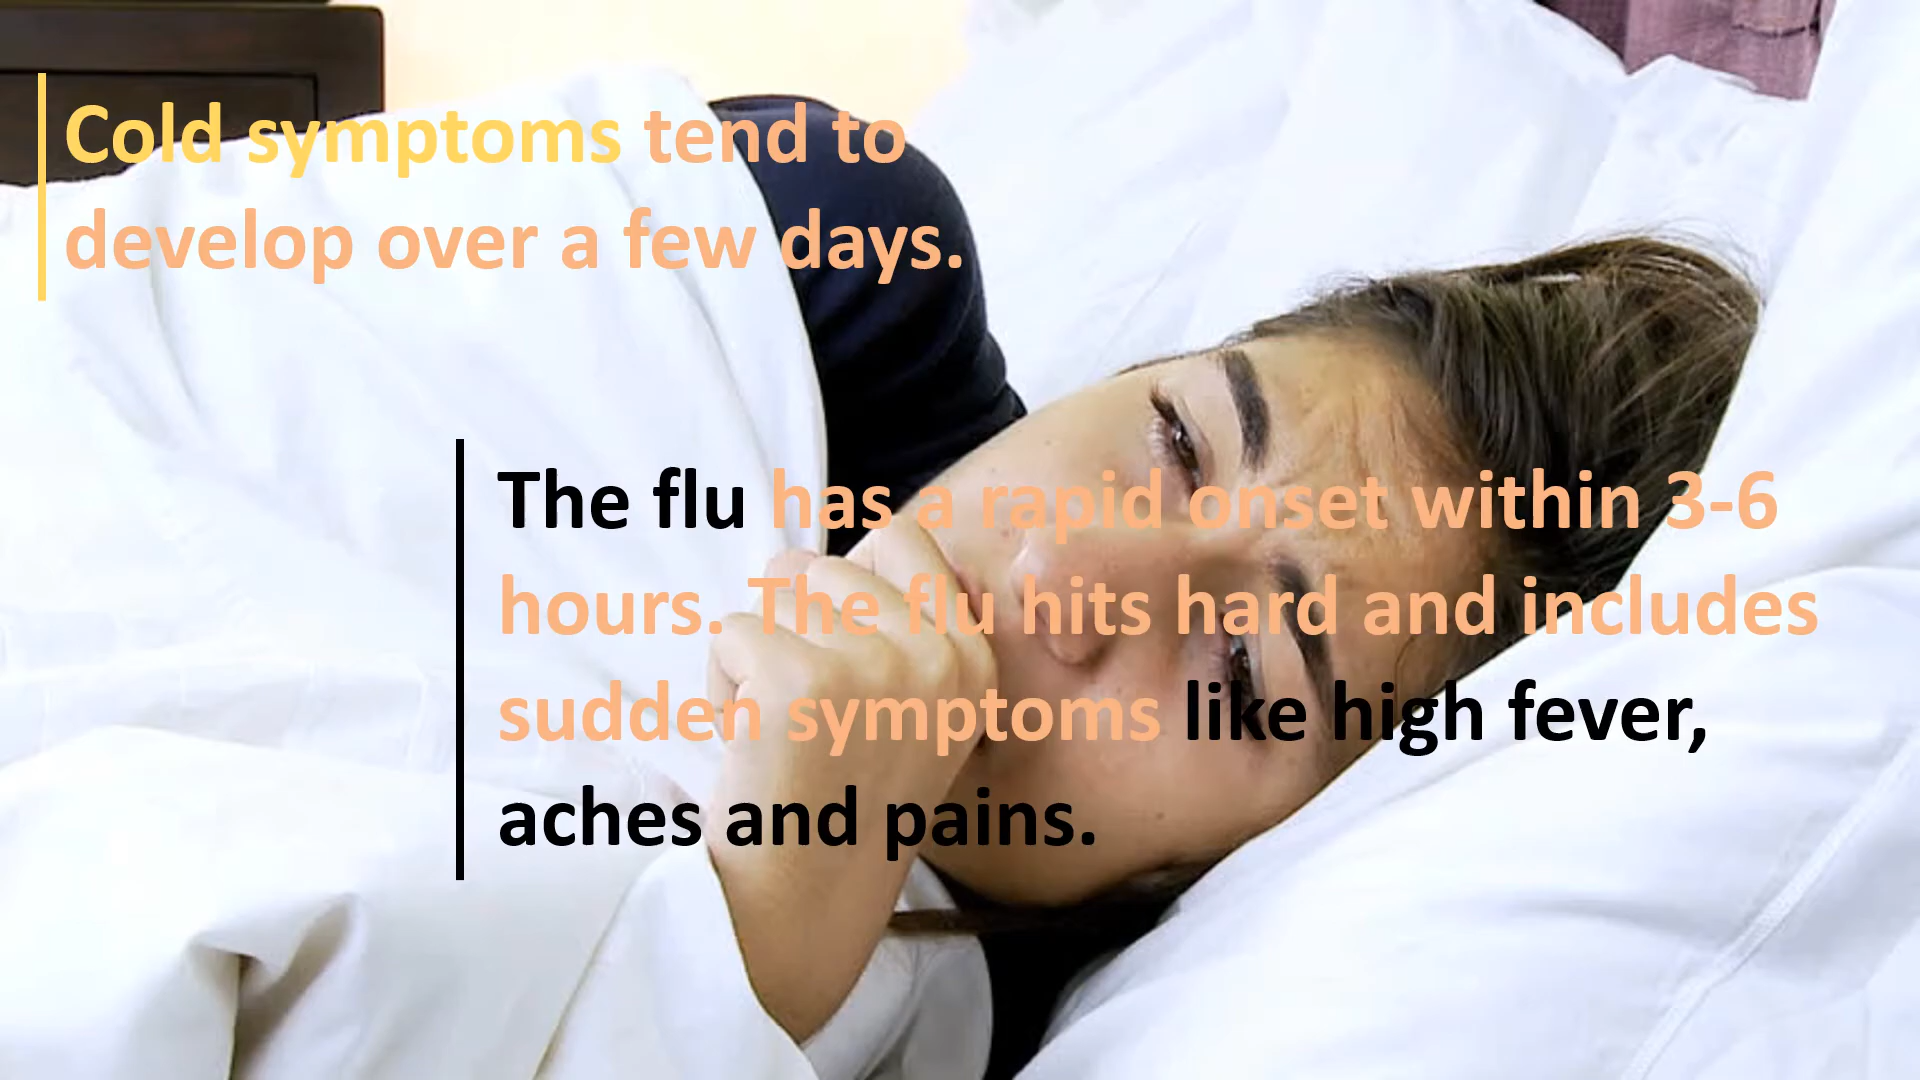 Cold symptoms tend to
develop over a few days.
The flu has a rapid onset within 3-6
hours. The flu hits hard and includes
sudden symptoms like high fever,
aches and pains.